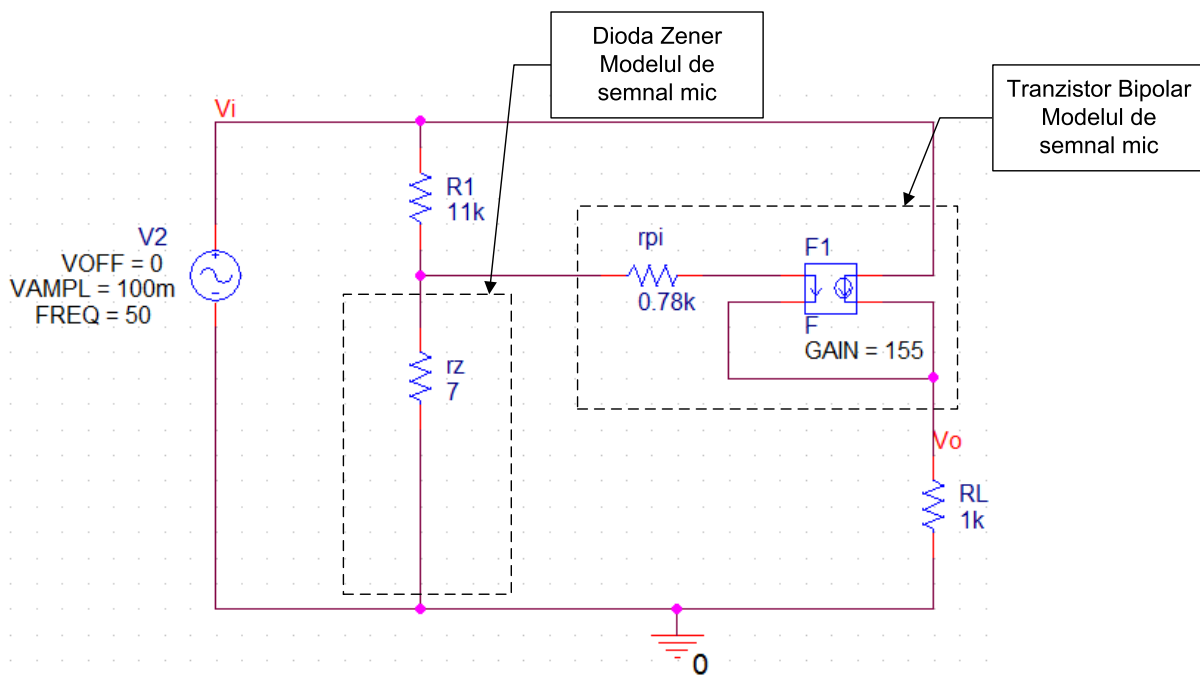 Dioda Zener
Modelul de
semnal mic
Tranzistor Bipolar
Modelul de
semnal mic
Vi
R1
11k
V2
VOFF = 0
VAMPL = 100m
FREQ = 50
rpi
0.78k
F1
F
GAIN = 155
rz
7
Vo
RL
1k
0